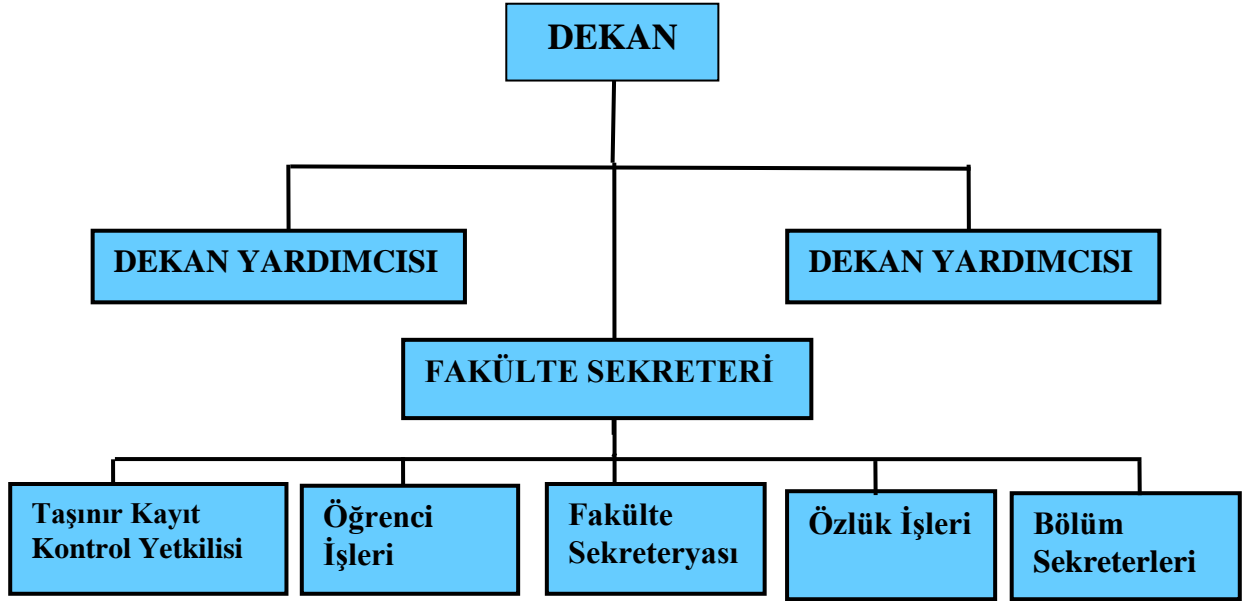 DEKAN
DEKAN YARDIMCISI
DEKAN YARDIMCISI
FAKÜLTE SEKRETERİ
Taşınır Kayıt
Kontrol Yetkilisi
Öğrenci
İşleri
Fakülte
Sekreteryası
Özlük İşleri
Bölüm
Sekreterleri